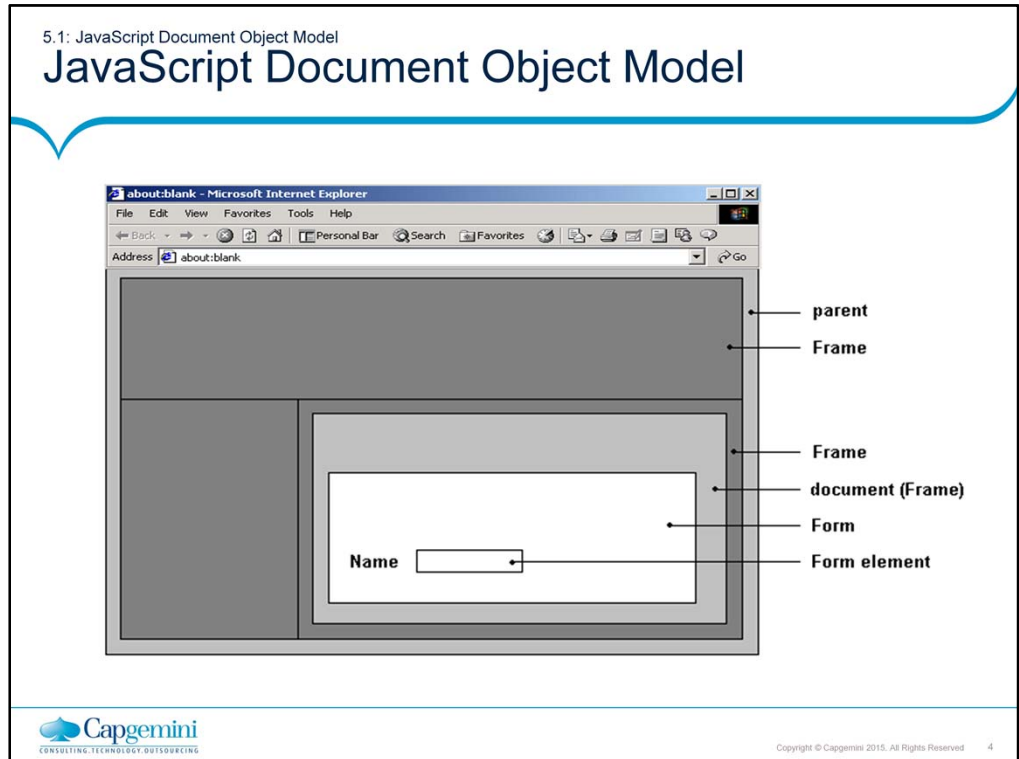 5.1: JavaScript Document Object Model
JavaScript Document Object Model
about:blank - Microsoft Internet Explorer
File Edit View Favorites Tools Help
Back Personal Bar Search Favorites
Address about:blank Go
parent
Frame
Frame
document (Frame)
Form
Name
Form element
Capgemini
CONSULTING.TECHNOLOGY.OUTSOURCING
Copyright © Capgemini 2015. All Rights Reserved 4